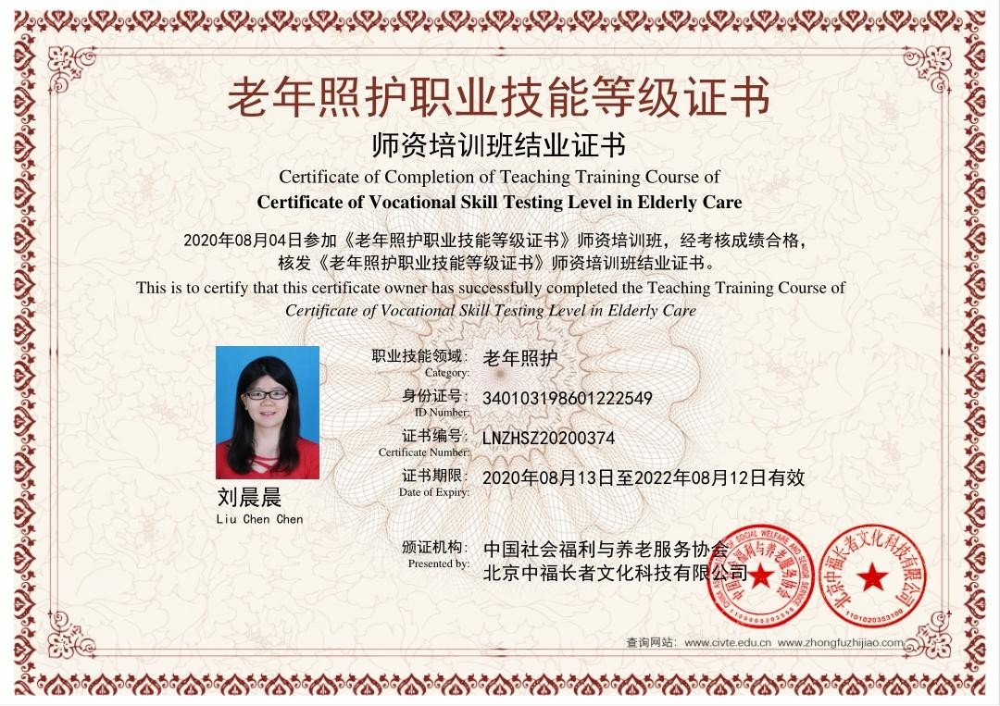 老年照护职业技能等级证书
师资培训班结业证书
Certificate of Completion of Teaching Training Course of
Certificate of Vocational Skill Testing Level in Elderly Care
2020年08月04日参加《老年照护职业技能等级证书》师资培训班，经考核成绩合格，
核发《老年照护职业技能等级证书》师资培训班结业证书。
This is to certify that this certificate owner has successfully completed the Teaching Training Course of
Certificate of Vocational Skill Testing Level in Elderly Care
职业技能领域： 老年照护
Category:
身份证号： 340103198601222549
ID Number:
证书编号： LNZHSZ20200374
Certificate Number:
证书期限： 2020年08月13日至2022年08月12日有效
Date of Expiry:
刘晨晨
Liu Chen Chen
颁证机构： 中国社会福利与养老服务协会
Presented by: 北京中福长者文化科技有限公司
中国社会福利与养老服务协会
北京中福长者文化科技有限公司
1101020353109
查询网站：www.civte.edu.cn www.zhongfuzhijiao.com